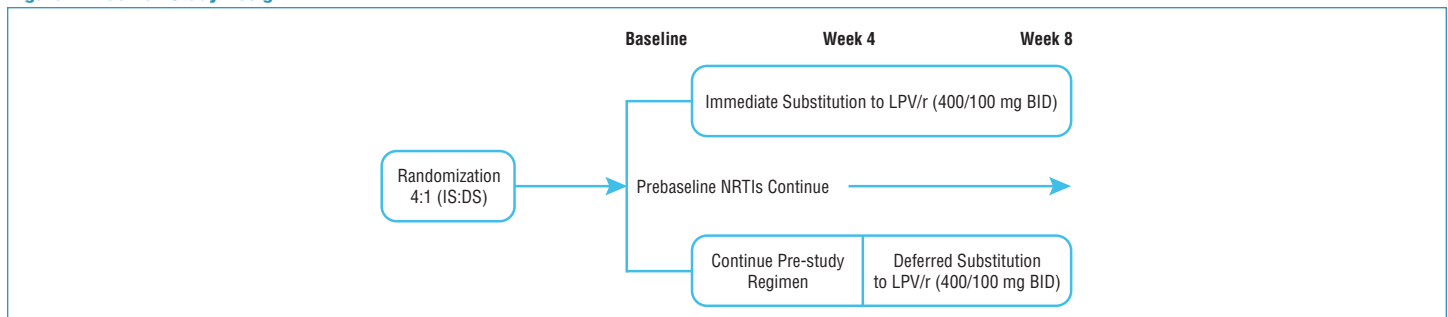 Baseline Week 4 Week 8
Immediate Substitution to LPV/r (400/100 mg BID)
Randomization
4:1 (IS:DS)
Prebaseline NRTIs Continue
Continue Pre-study
Regimen
Deferred Substitution
to LPV/r (400/100 mg BID)